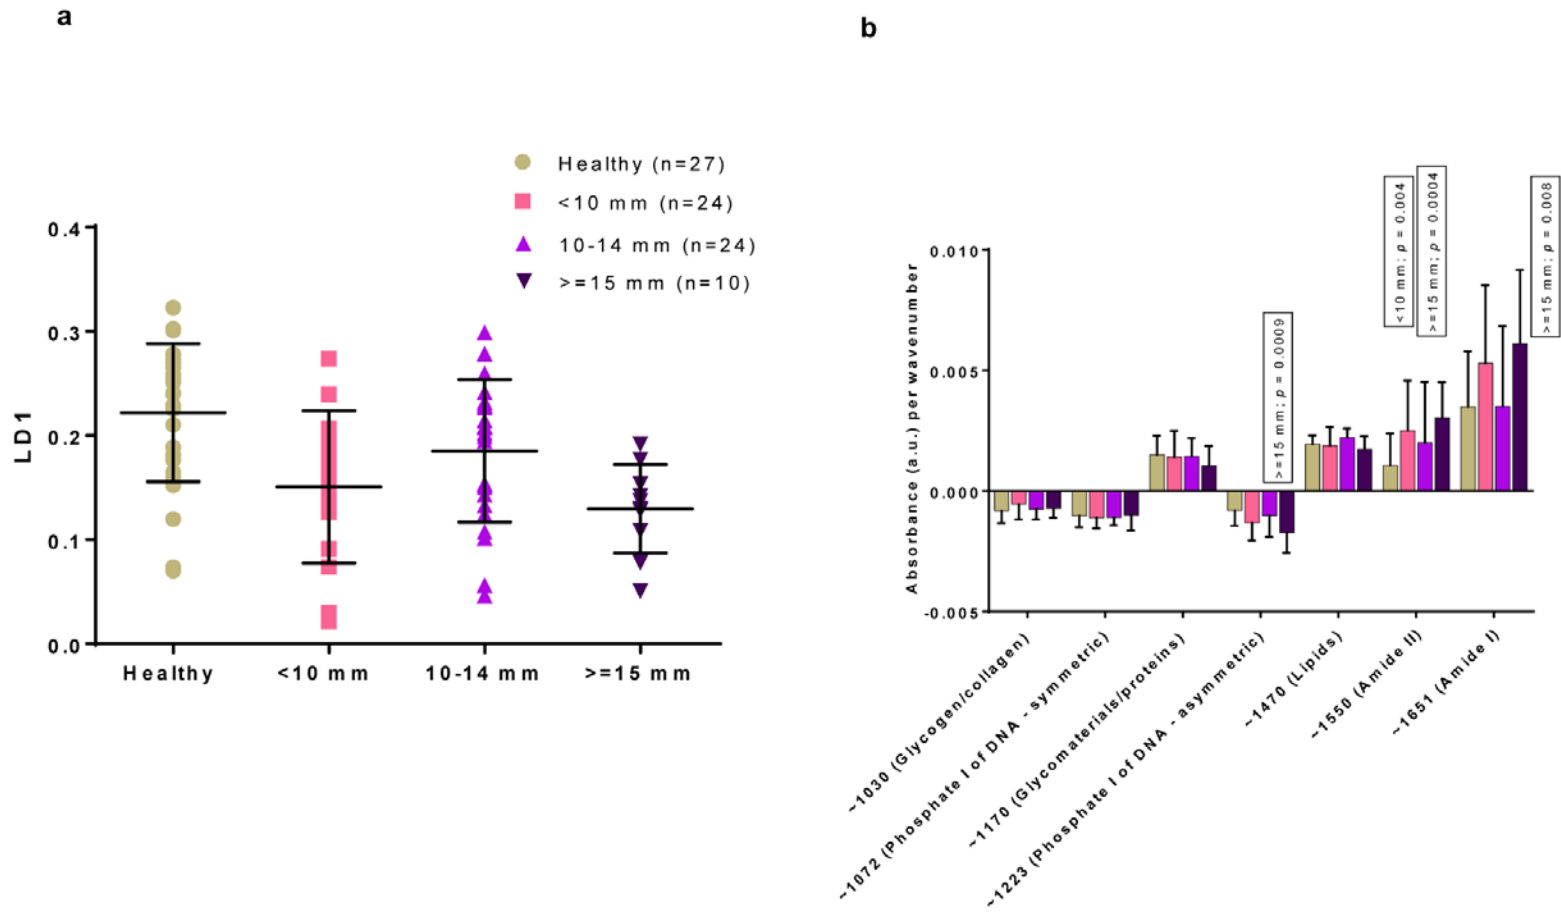 a
Healthy (n=27)
<10 mm (n=24)
10-14 mm (n=24)
>=15 mm (n=10)
LD1
0.4
0.3
0.2
0.1
0.0
Healthy
<10 mm
10-14 mm
>=15 mm
b
Absorbance (a.u.) per wavenumber
0.010
0.005
0.000
-0.005
>=15 mm; p = 0.0009
<10 mm; p = 0.004
>=15 mm; p = 0.0004
>=15 mm; p = 0.008
~1030 (Glycogen/collagen)
~1072 (Phosphate I of DNA - symmetric)
~1170 (Glycomaterials/proteins)
~1223 (Phosphate I of DNA - asymmetric)
~1470 (Lipids)
~1550 (Amide II)
~1651 (Amide I)